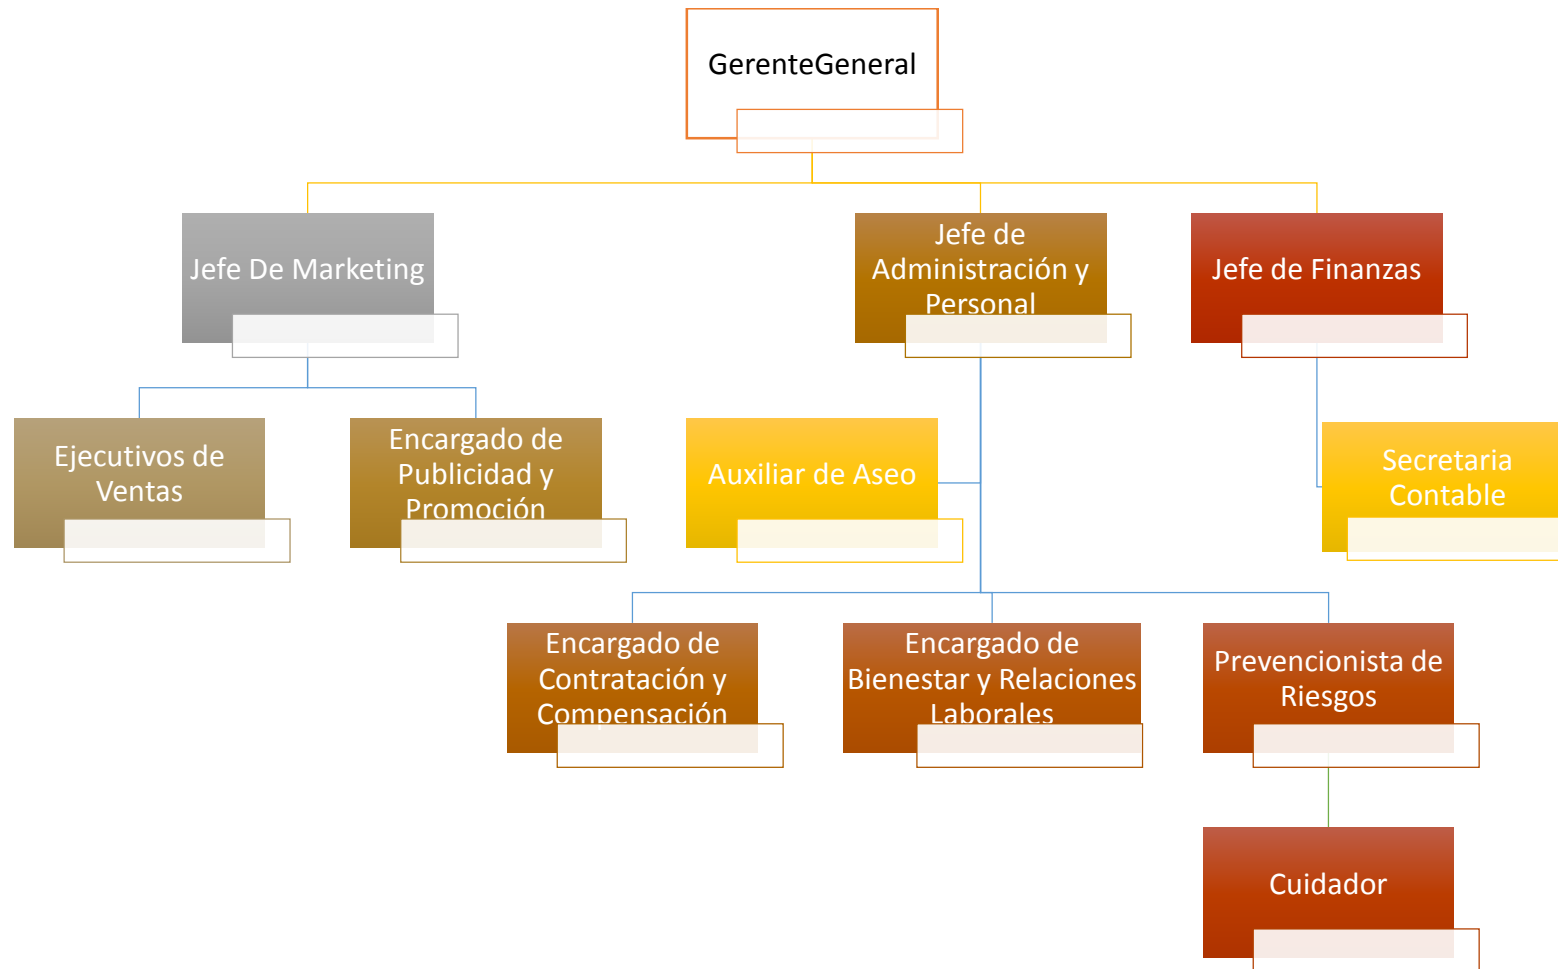 GerenteGeneral
Jefe De Marketing
Jefe de
Administración y
Personal
Jefe de Finanzas
Ejecutivos de
Ventas
Encargado de
Publicidad y
Promoción
Auxiliar de Aseo
Secretaria
Contable
Encargado de
Contratación y
Compensación
Encargado de
Bienestar y Relaciones
Laborales
Prevencionista de
Riesgos
Cuidador